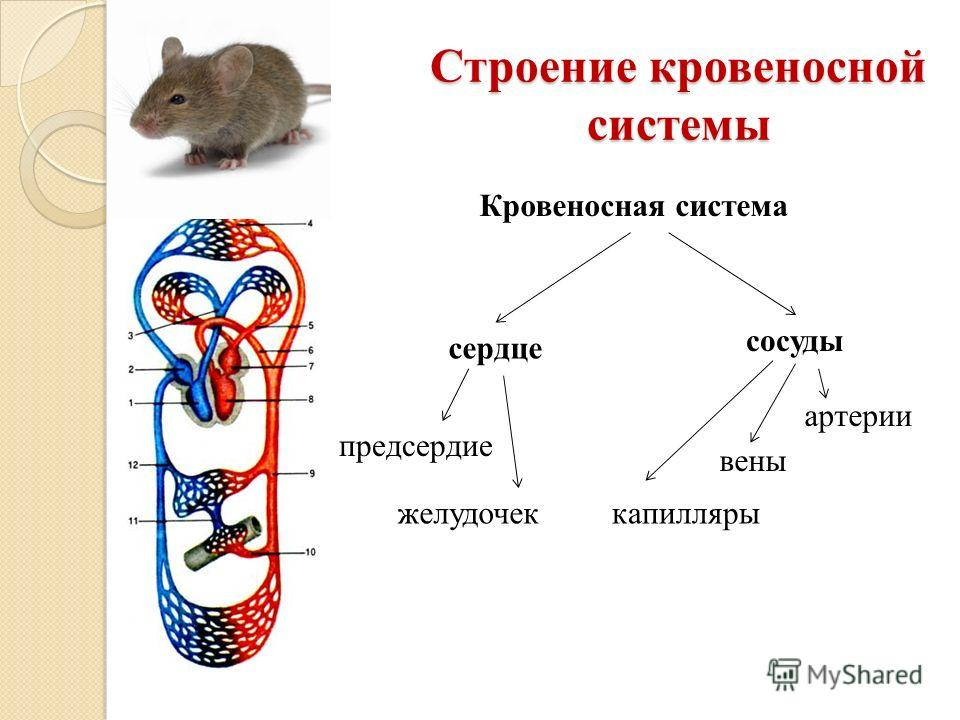 Строение кровеносной
системы
Кровеносная система
сердце
сосуды
предсердие
желудочек
капилляры
вены
артерии
4
3
5
6
2
7
1
8
12
9
11
10
MyShared